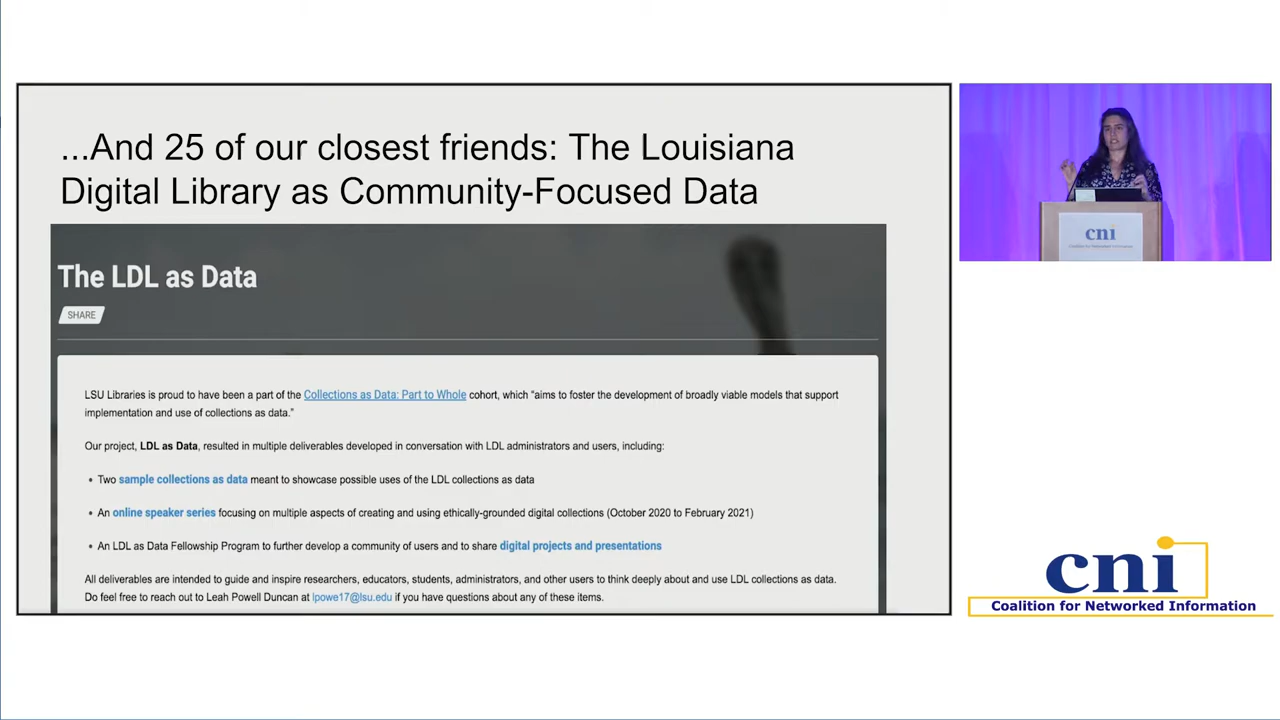 ...And 25 of our closest friends: The Louisiana
Digital Library as Community-Focused Data
The LDL as Data
SHARE
LSU Libraries is proud to have been a part of the Collections as Data: Part to Whole cohort, which “aims to foster the development of broadly viable models that support
implementation and use of collections as data.”
Our project, LDL as Data, resulted in multiple deliverables developed in conversation with LDL administrators and users, including:
• Two sample collections as data meant to showcase possible uses of the LDL collections as data
• An online speaker series focusing on multiple aspects of creating and using ethically-grounded digital collections (October 2020 to February 2021)
• An LDL as Data Fellowship Program to further develop a community of users and to share digital projects and presentations
All deliverables are intended to guide and inspire researchers, educators, students, administrators, and other users to think deeply about and use LDL collections as data.
Do feel free to reach out to Leah Powell Duncan at lpowe17@lsu.edu if you have questions about any of these items.
cni
Coalition for Networked Information
cni
Coalition for Networked Information